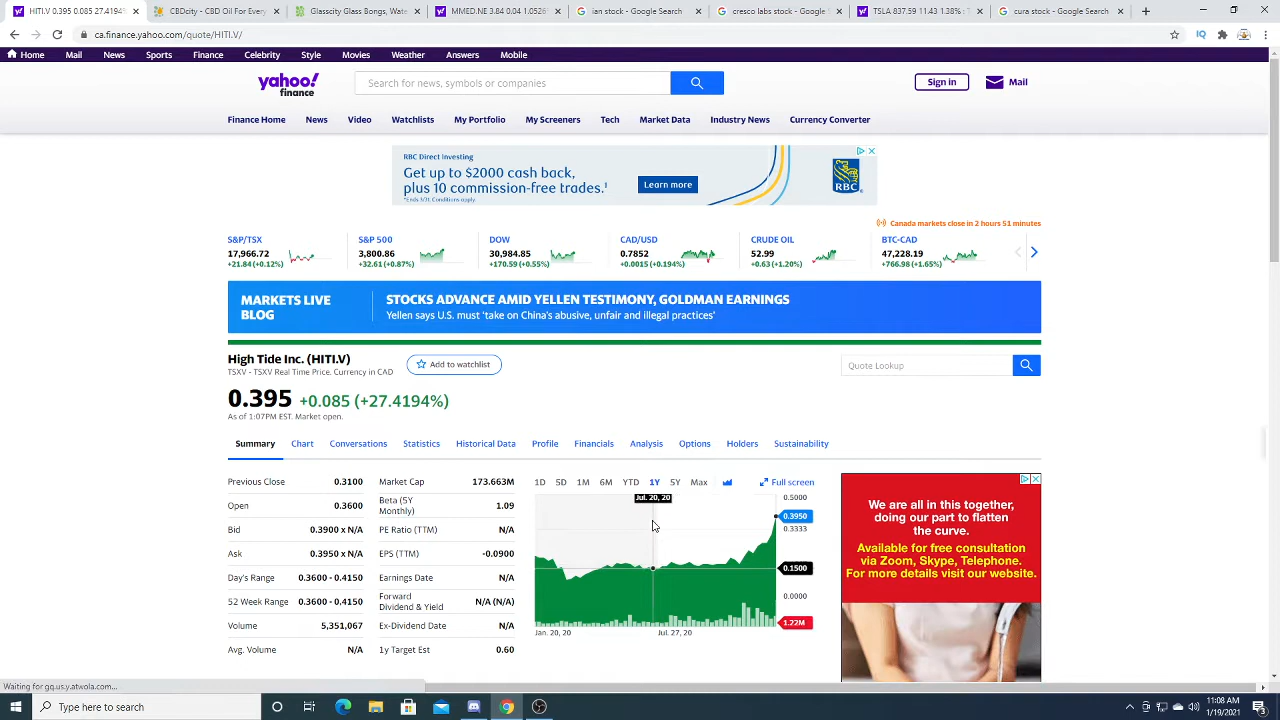 HITI.V 0.395 0.085 (+27.4194%
CBDcity - CBD Oil For Every
Glasscity Glass Bongs, Wate
MMED.NE 3.84 0.04 1.0526
ian stock - Google Search
cresco labs stock - Google S
TSLA 837.59 11.43 1.38% :
cura stock - Google Search
ca.finance.yahoo.com/quote/HITI.V/
IQ
Home Mail News Sports Finance Celebrity Style Movies Weather Answers Mobile
yahoo!
finance
Search for news, symbols or companies
Sign in
Mail
Finance Home News Video Watchlists My Portfolio My Screeners Tech Market Data Industry News Currency Converter
RBC Direct Investing
Get up to $2000 cash back,
plus 10 commission-free trades.¹
*Ends 3/31 Conditions apply.
Learn more
RBC
Canada markets close in 2 hours 51 minutes
S&P/TSX
17,966.72
+21.84 (+0.12%)
S&P 500
3,800.86
+32.61 (+0.87%)
DOW
30,984.85
+170.59 (+0.55%)
CAD/USD
0.7852
+0.0015 (+0.194%)
CRUDE OIL
52.99
+0.63 (+1.20%)
BTC-CAD
47,228.19
+766.98 (+1.65%)
MARKETS LIVE
BLOG
STOCKS ADVANCE AMID YELLEN TESTIMONY, GOLDMAN EARNINGS
Yellen says U.S. must 'take on China's abusive, unfair and illegal practices'
High Tide Inc. (HITI.V)
TSXV - TSXV Real Time Price. Currency in CAD
Add to watchlist
Quote Lookup
0.395 +0.085 (+27.4194%)
As of 1:07PM EST. Market open.
Summary Chart Conversations Statistics Historical Data Profile Financials Analysis Options Holders Sustainability
Previous Close 0.3100
Open 0.3600
Bid 0.3900 x N/A
Ask 0.3950 x N/A
Day's Range 0.3600 - 0.4150
52 Week Range 0.3600 - 0.4150
Volume 5,351,067
Avg. Volume N/A
Market Cap 173.663M
Beta (5Y
Monthly) 1.09
PE Ratio (TTM) N/A
EPS (TTM) -0.0900
Earnings Date N/A
Forward
Dividend & Yield N/A (N/A)
Ex-Dividend Date N/A
1y Target Est 0.60
1D 5D 1M 6M YTD 1Y 5Y Max
Full screen
Jul. 20, 20
0.5000
0.3950
0.3333
0.1500
0.0000
1.22M
Jan. 20, 20
Jul. 27, 20
We are all in this together,
doing our part to flatten
the curve.
Available for free consultation
via Zoom, Skype, Telephone.
For more details visit our website.
Waiting for gq.us.y.atwola.com...
Type here to search
11:08 AM
1/19/2021
3